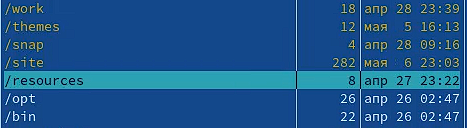 /work 18 апр 28 23:39
/themes 12 мая 5 16:13
/snap 4 апр 28 09:16
/site 282 мая 6 23:03
/resources 8 апр 27 23:22
/opt 26 апр 26 02:47
/bin 22 апр 26 02:47